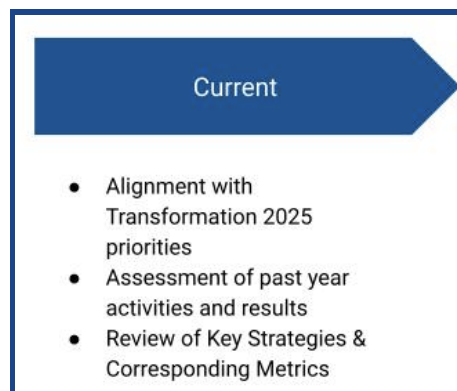 Current
● Alignment with
Transformation 2025
priorities
● Assessment of past year
activities and results
● Review of Key Strategies &
Corresponding Metrics